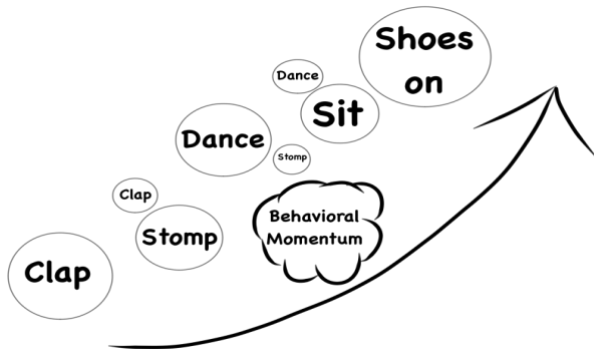 Shoes
on
Dance
Sit
Dance
Stomp
Clap
Stomp
Behavioral
Momentum
Clap